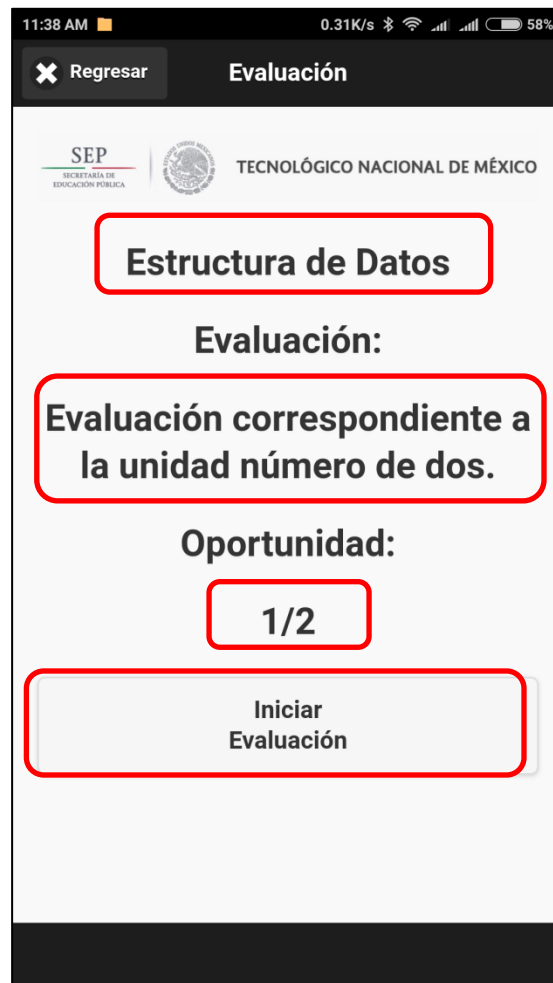 11:38 AM 0.31K/s 58%
Regresar Evaluación
SEP
SECRETARÍA DE
EDUCACIÓN PÚBLICA
TECNOLÓGICO NACIONAL DE MÉXICO
Estructura de Datos
Evaluación:
Evaluación correspondiente a
la unidad número de dos.
Oportunidad:
1/2
Iniciar
Evaluación